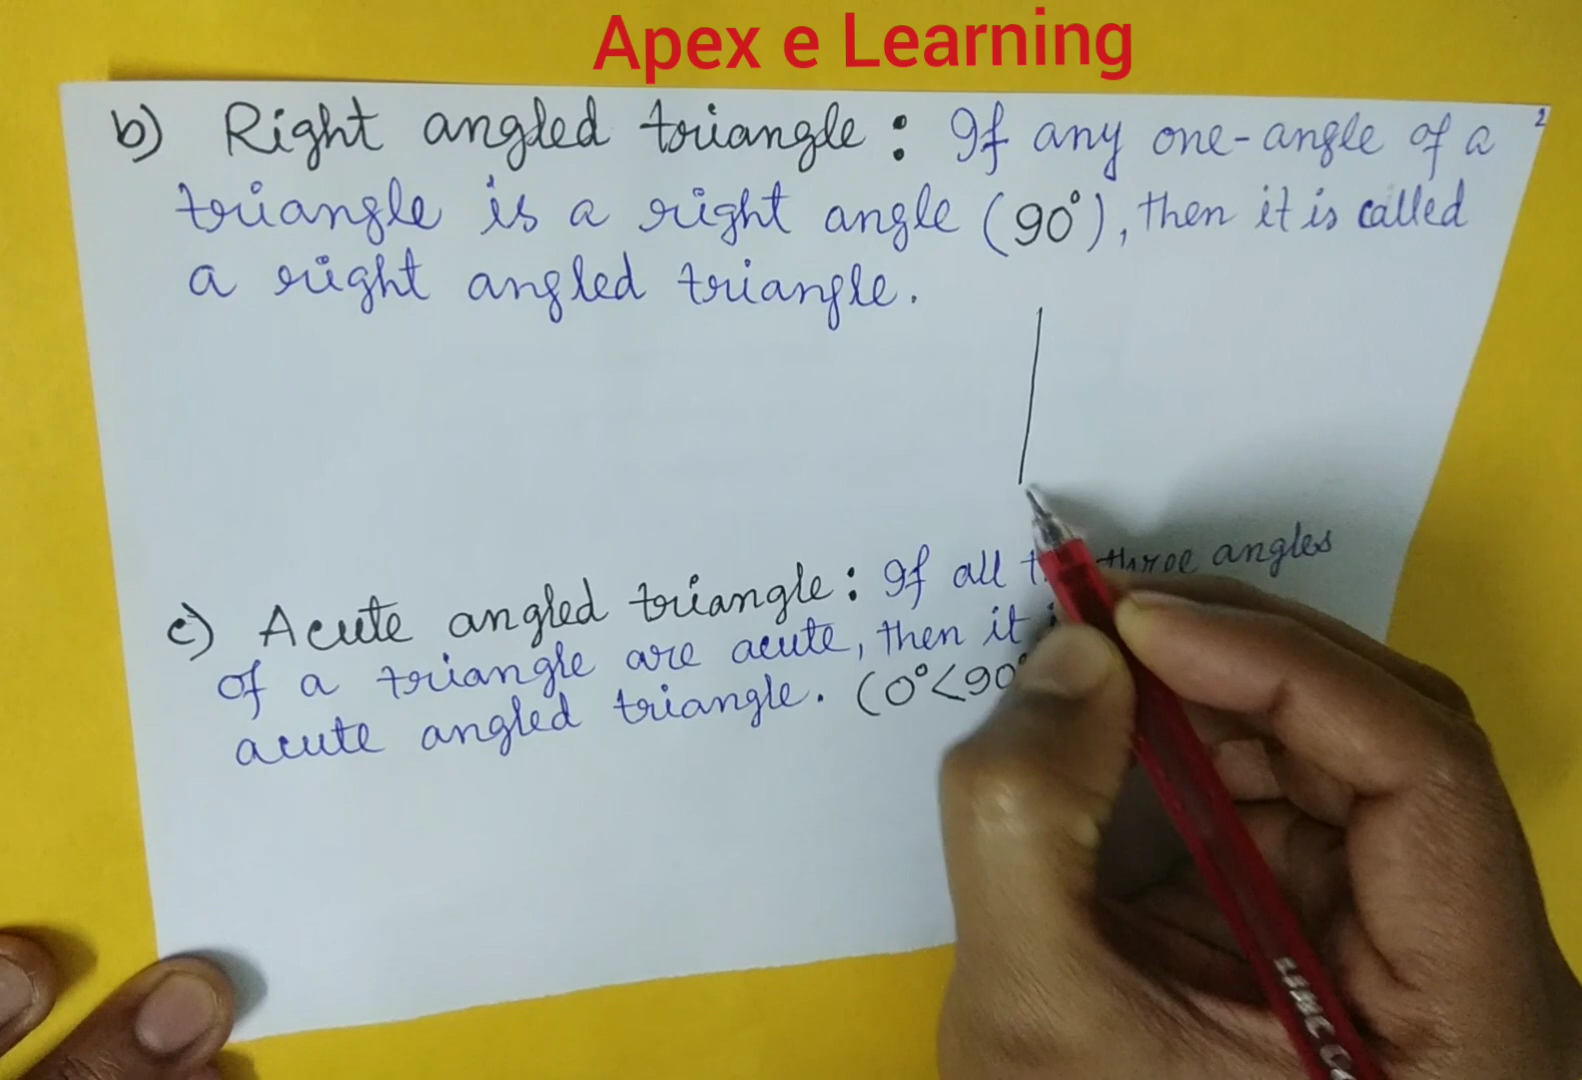 Apex e Learning
2
b) Right angled triangle: If any one-angle of a
triangle is a right angle (90°), then it is called
a right angled triangle.
c) Acute angled triangle: If all three angles
of a triangle are acute, then it
acute angled triangle. (0°<90°